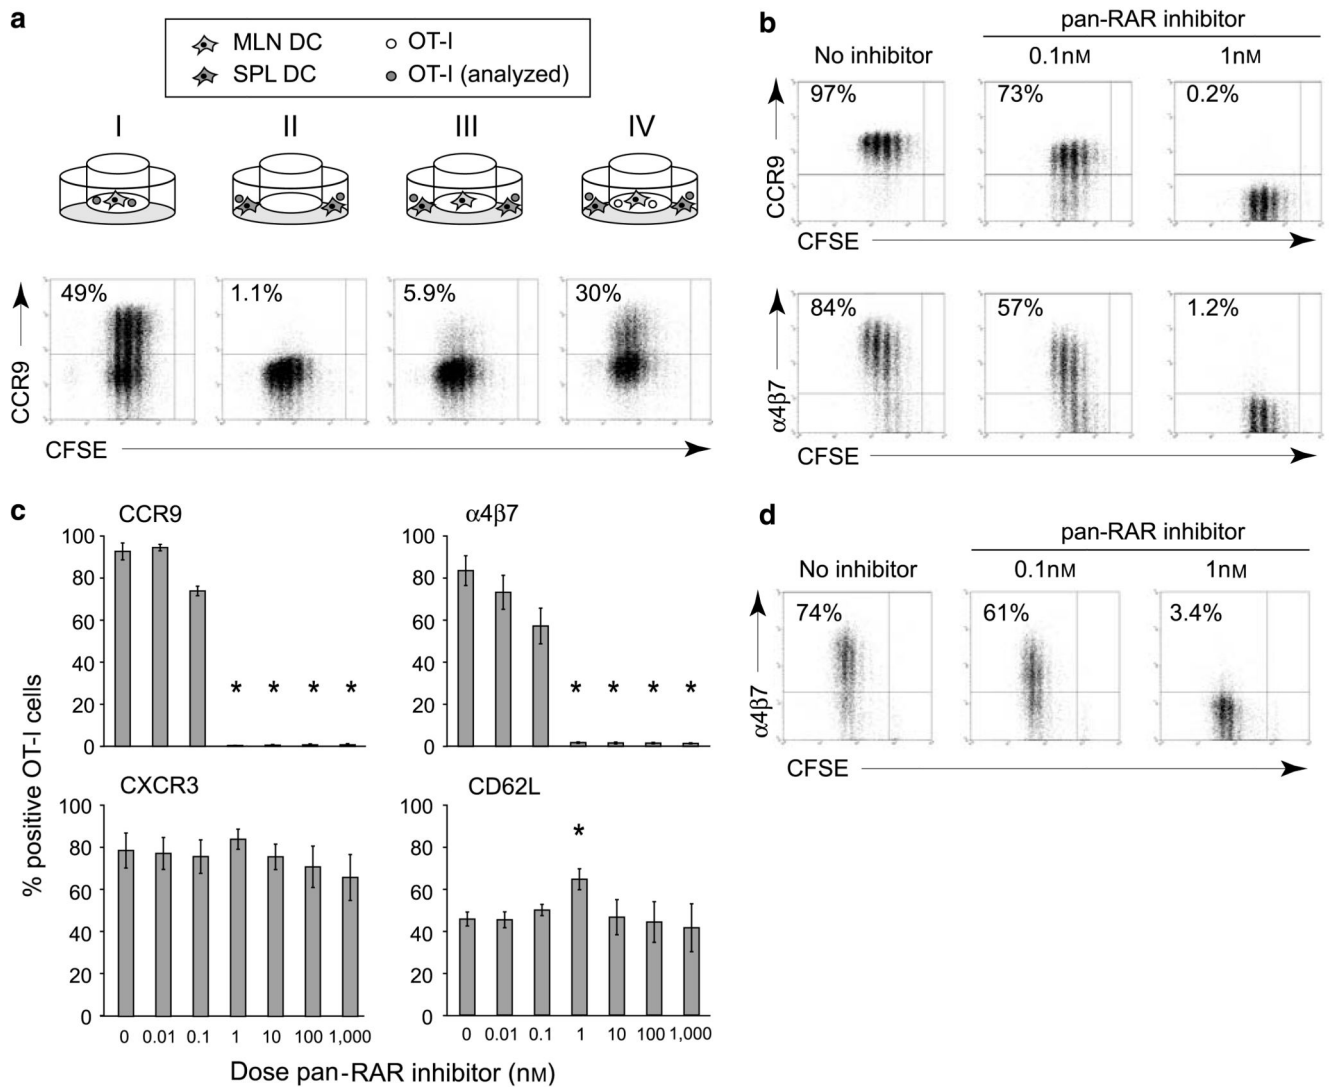 a
MLN DC
OT-I
SPL DC
OT-I (analyzed)
I
II
III
IV
49%
1.1%
5.9%
30%
CCR9
CFSE
b
pan-RAR inhibitor
No inhibitor
0.1nM
1nM
97%
73%
0.2%
CCR9
CFSE
84%
57%
1.2%
α4β7
CFSE
c
% positive OT-I cells
CCR9
100
80
60
40
20
0
* * * *
α4β7
100
80
60
40
20
0
* * * *
CXCR3
100
80
60
40
20
0
0 0.01 0.1 1 10 100 1,000
CD62L
100
80
60
40
20
0
*
0 0.01 0.1 1 10 100 1,000
Dose pan-RAR inhibitor (nM)
d
pan-RAR inhibitor
No inhibitor
0.1nM
1nM
74%
61%
3.4%
α4β7
CFSE